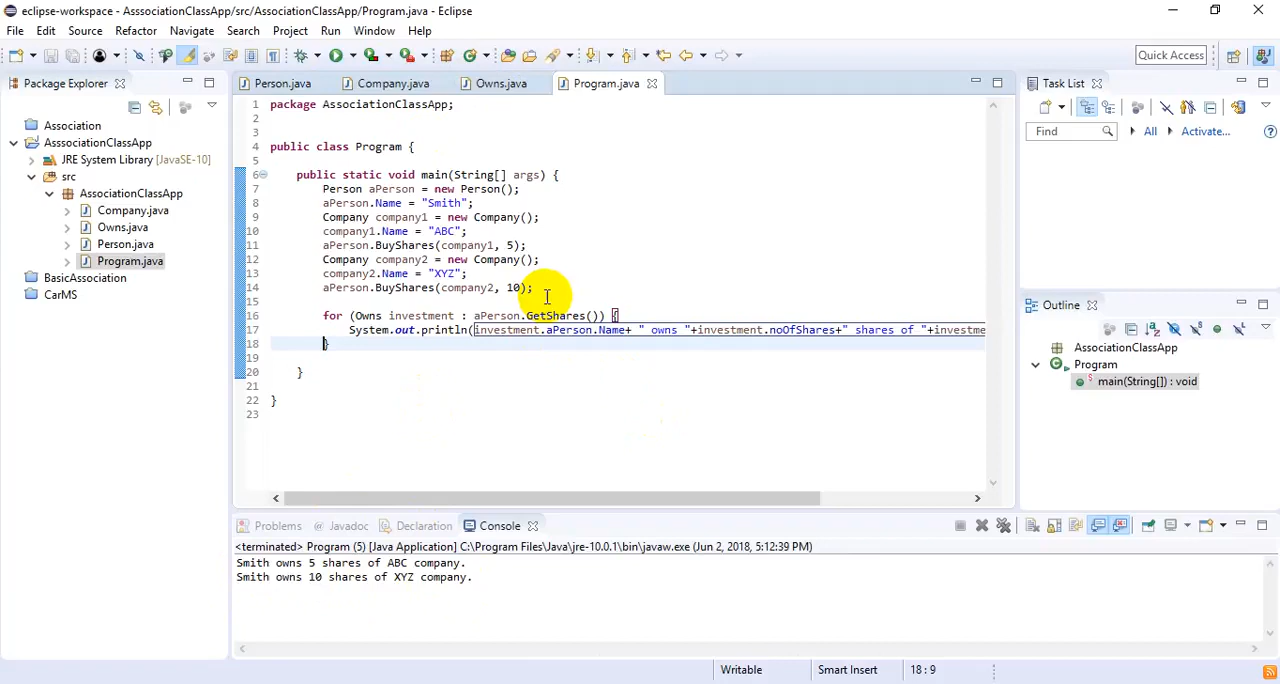 eclipse-workspace - AsssociationClassApp/src/AssociationClassApp/Program.java - Eclipse
File Edit Source Refactor Navigate Search Project Run Window Help
Quick Access
Package Explorer
Person.java Company.java Owns.java Program.java
Task List
Association
AsssociationClassApp
JRE System Library [JavaSE-10]
src
AssociationClassApp
Company.java
Owns.java
Person.java
Program.java
BasicAssociation
CarMS
1 package AssociationClassApp;
2
3
4 public class Program {
5
6 public static void main(String[] args) {
7 Person aPerson = new Person();
8 aPerson.Name = "Smith";
9 Company company1 = new Company();
10 company1.Name = "ABC";
11 aPerson.BuyShares(company1, 5);
12 Company company2 = new Company();
13 company2.Name = "XYZ";
14 aPerson.BuyShares(company2, 10);
15
16 for (Owns investment : aPerson.GetShares()) {
17 System.out.println(investment.aPerson.Name+ " owns "+investment.noOfShares+" shares of "+investme
18 }
19
20 }
21
22 }
23
Find All Activate...
Outline
AssociationClassApp
Program
main(String[]) : void
Problems Javadoc Declaration Console
<terminated> Program (5) [Java Application] C:\Program Files\Java\jre-10.0.1\bin\javaw.exe (Jun 2, 2018, 5:12:39 PM)
Smith owns 5 shares of ABC company.
Smith owns 10 shares of XYZ company.
Writable Smart Insert 18 : 9